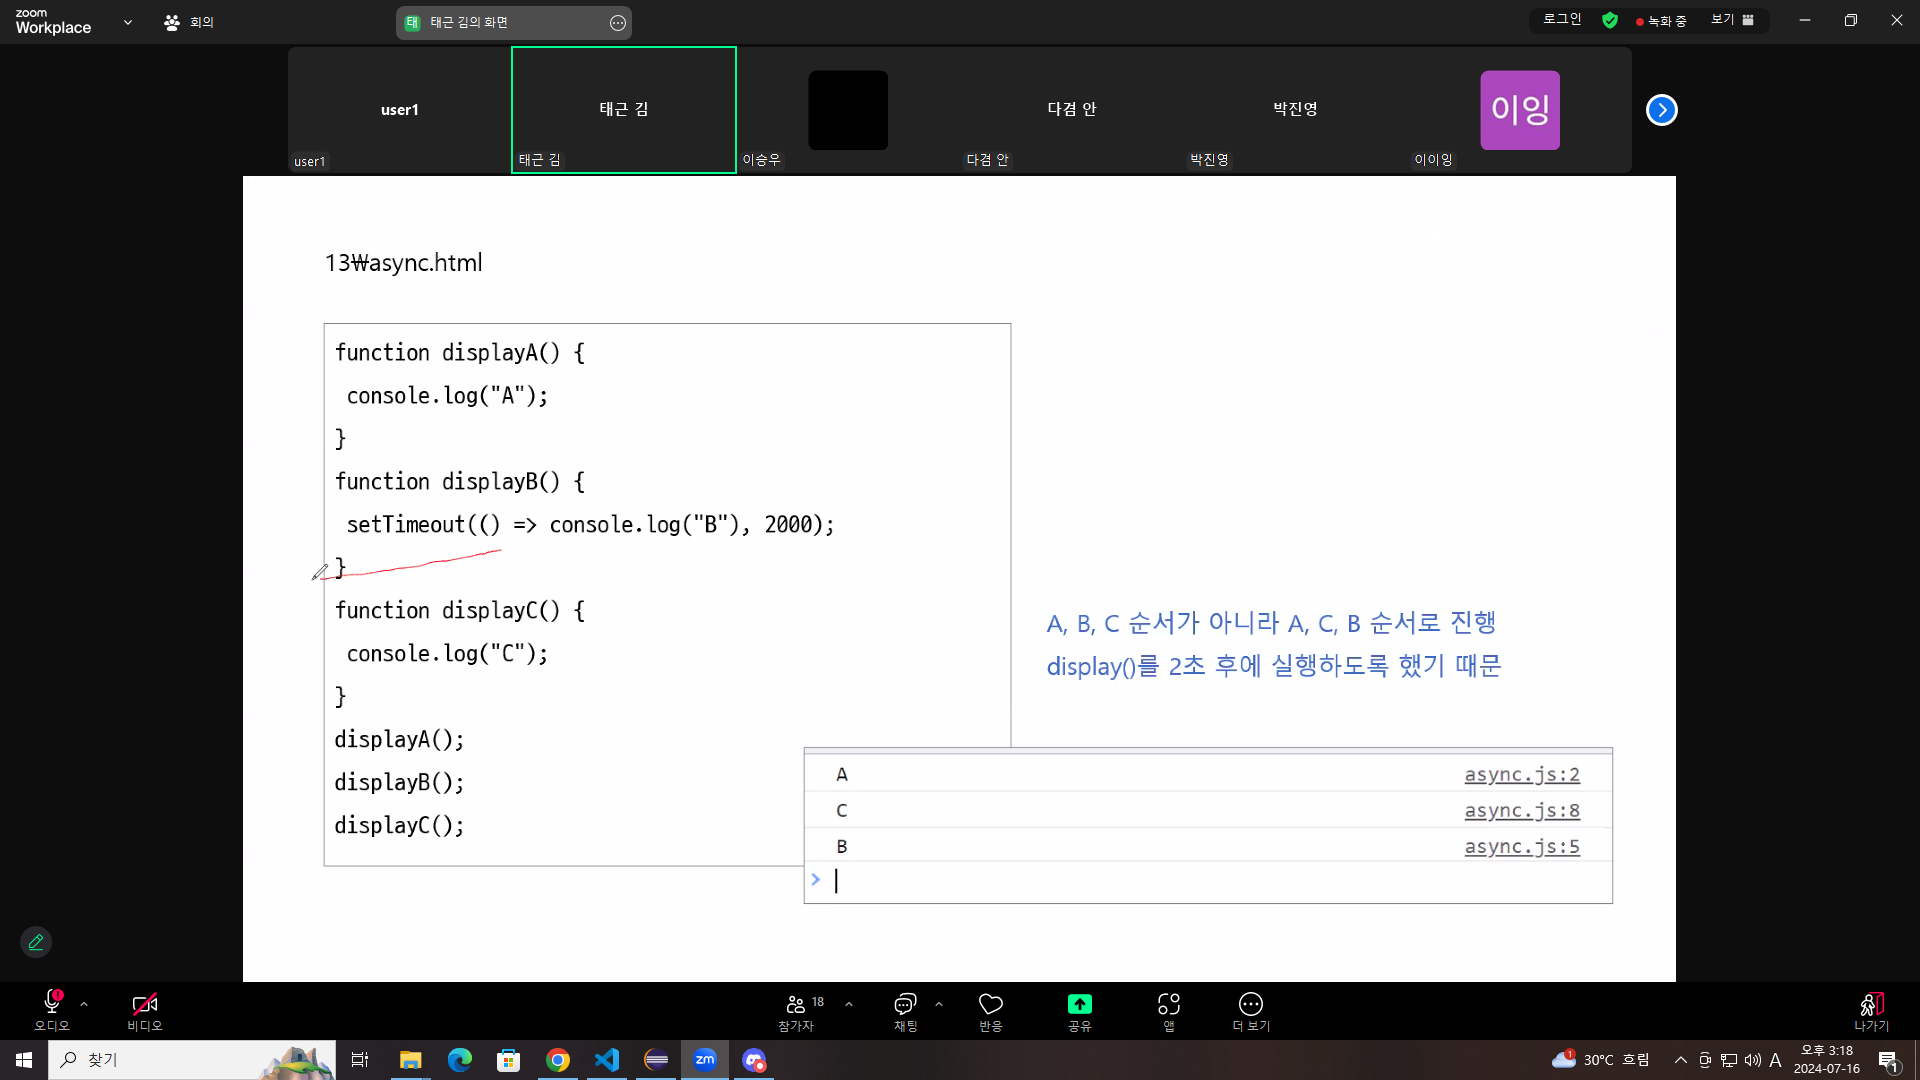 zoom
Workplace
회의
태 태근 김의 화면
로그인
녹화 중
보기
user1
user1
태근 김
태근 김
이승우
다겸 안
다겸 안
박진영
박진영
이잉
이이잉
13₩async.html
function displayA() {
console.log("A");
}
function displayB() {
setTimeout(() => console.log("B"), 2000);
}
function displayC() {
console.log("C");
}
displayA();
displayB();
displayC();
A, B, C 순서가 아니라 A, C, B 순서로 진행
display()를 2초 후에 실행하도록 했기 때문
A async.js:2
C async.js:8
B async.js:5
>
오디오
비디오
참가자 18
채팅
반응
공유
앱
더 보기
나가기
찾기
zm
1
30°C 흐림
A
오후 3:18
2024-07-16
1